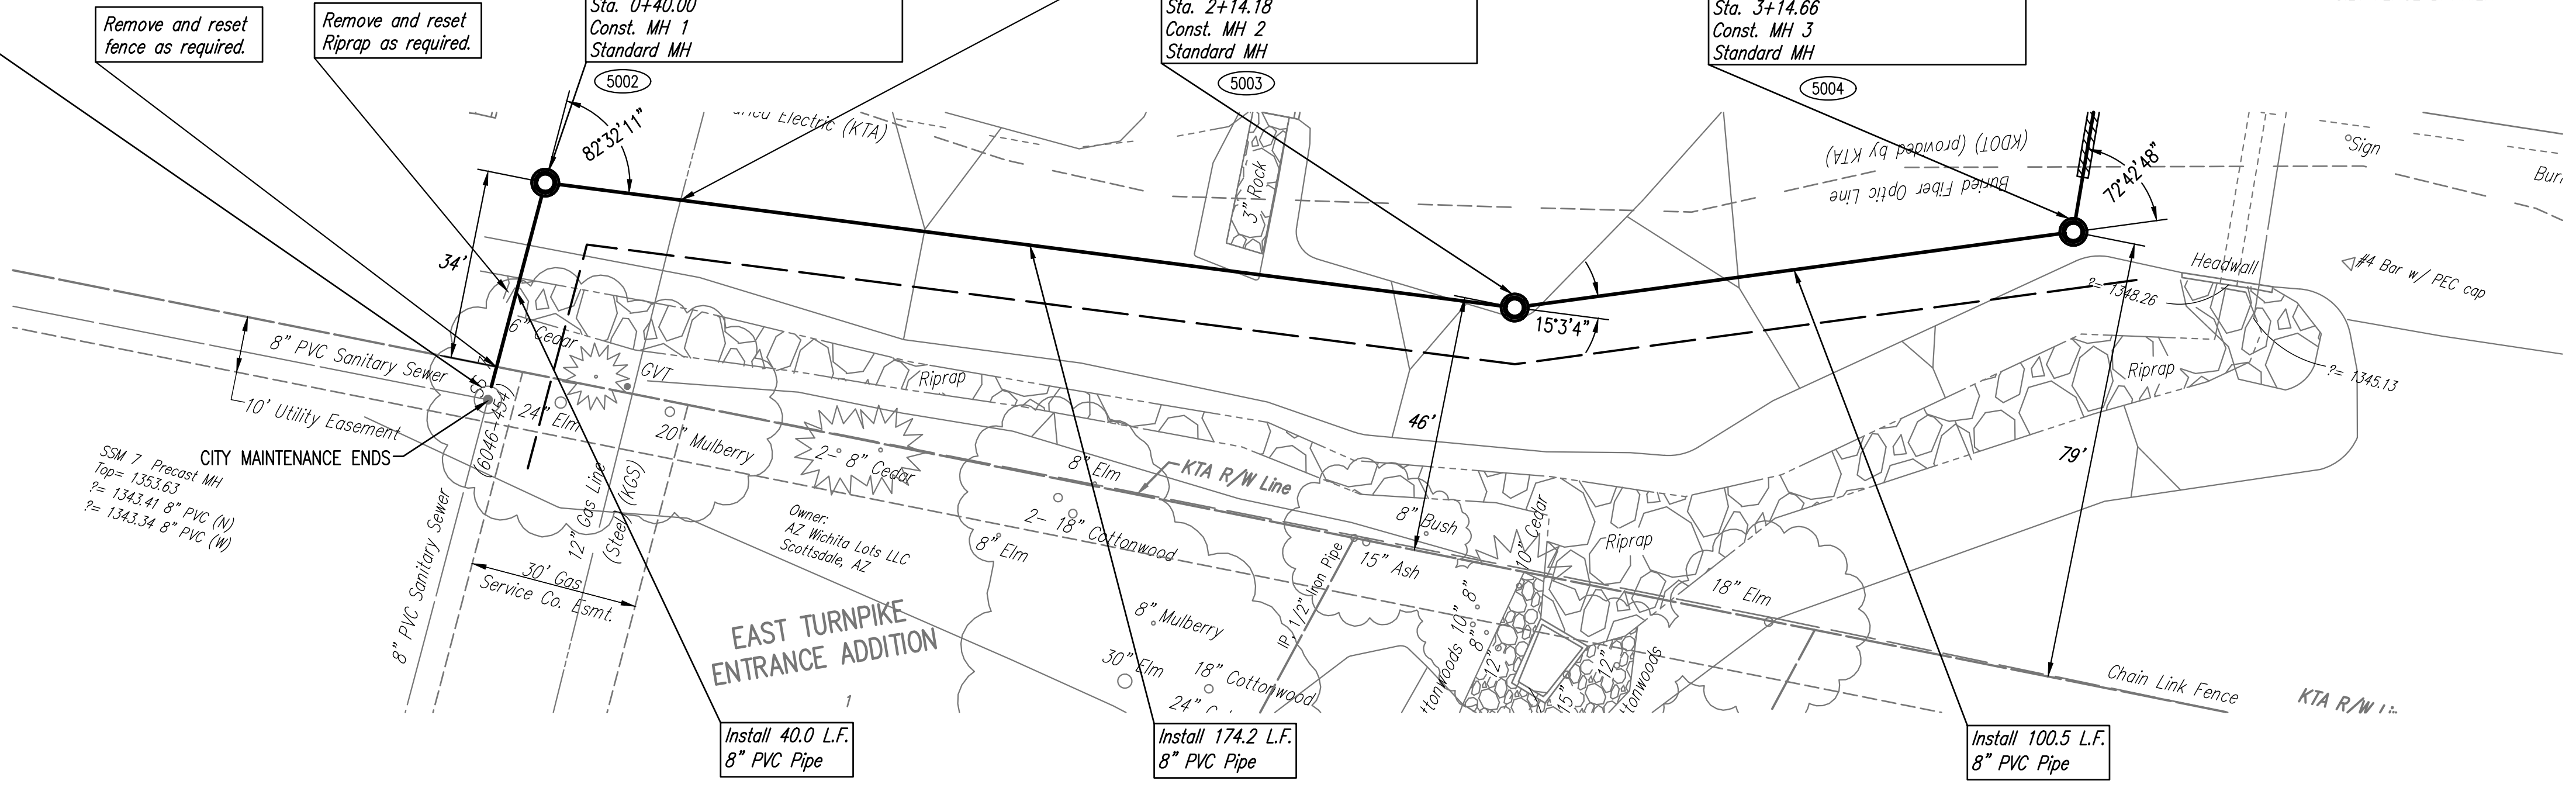 Remove and reset
fence as required.
Remove and reset
Riprap as required.
Sta. 0+40.00
Const. MH 1
Standard MH
5002
Sta. 2+14.18
Const. MH 2
Standard MH
5003
Sta. 3+14.66
Const. MH 3
Standard MH
5004
82°32'11"
Electric (KTA)
3" Rock
Buried Fiber Optic Line
(KDOT) (provided by KTA)
72°42'48"
Sign
#4 Bar w/ PEC cap
Headwall
?= 1348.26
?= 1345.13
34'
15°3'4"
46'
79'
8" PVC Sanitary Sewer
10' Utility Easement
CITY MAINTENANCE ENDS
6" Cedar
GVT
24" Elm
20" Mulberry
2- 8" Cedar
Riprap
8" Elm
KTA R/W Line
SSM 7 Precast MH
Top= 1353.63
?= 1343.41 8" PVC (N)
?= 1343.34 8" PVC (W)
8" PVC Sanitary Sewer
12" Gas Line
(Steel) (KGS)
30' Gas
Service Co. Esmt.
Owner:
AZ Wichita Lots LLC
Scottsdale, AZ
EAST TURNPIKE
ENTRANCE ADDITION
1
2- 18" Cottonwood
8" Elm
8" Mulberry
30" Elm
18" Cottonwood
24"
IP, 1/2" Iron Pipe
15" Ash
8" Bush
10" Cedar
10" 8"
8"
12"
12"
15"
Riprap
18" Elm
Riprap
Chain Link Fence
KTA R/W
Install 40.0 L.F.
8" PVC Pipe
Install 174.2 L.F.
8" PVC Pipe
Install 100.5 L.F.
8" PVC Pipe